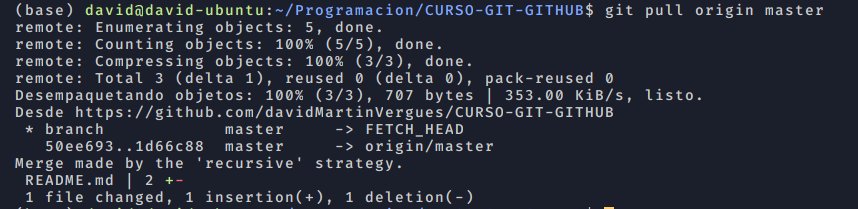 (base) david@david-ubuntu:~/Programacion/CURSO-GIT-GITHUB$ git pull origin master
remote: Enumerating objects: 5, done.
remote: Counting objects: 100% (5/5), done.
remote: Compressing objects: 100% (3/3), done.
remote: Total 3 (delta 1), reused 0 (delta 0), pack-reused 0
Desempaquetando objetos: 100% (3/3), 707 bytes | 353.00 KiB/s, listo.
Desde https://github.com/davidMartinVergues/CURSO-GIT-GITHUB
 * branch            master     -> FETCH_HEAD
   50ee693..1d66c88  master     -> origin/master
Merge made by the 'recursive' strategy.
 README.md | 2 +-
 1 file changed, 1 insertion(+), 1 deletion(-)